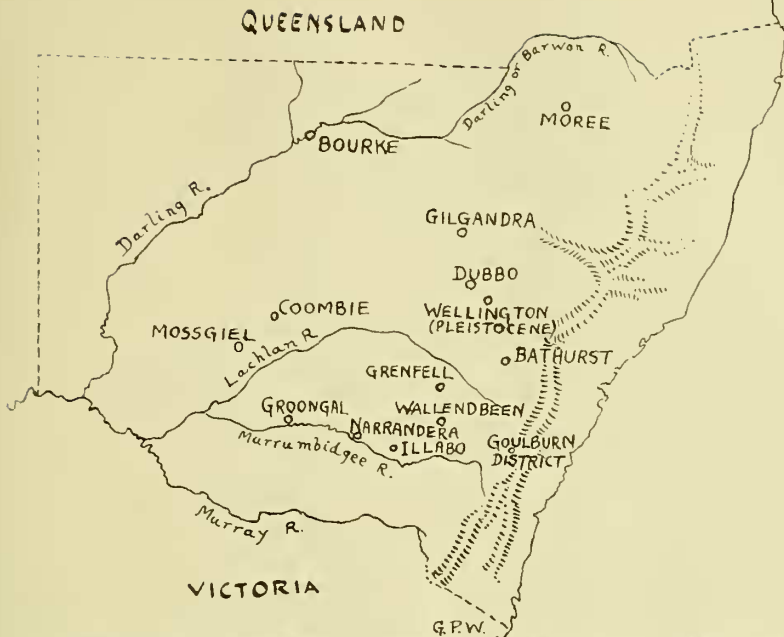 QUEENSLAND
Darling or Barwon R.
MOREE
BOURKE
Darling R.
GILGANDRA
DUBBO
COOMBIE
WELLINGTON
(PLEISTOCENE)
MOSSGIEL
Lachlan R
BATHURST
GRENFELL
GROONGAL
WALLENDBEEN
NARRANDERA
GOULBURN
DISTRICT
ILLABO
Murrumbidgee R.
Murray R.
VICTORIA
G.P.W.